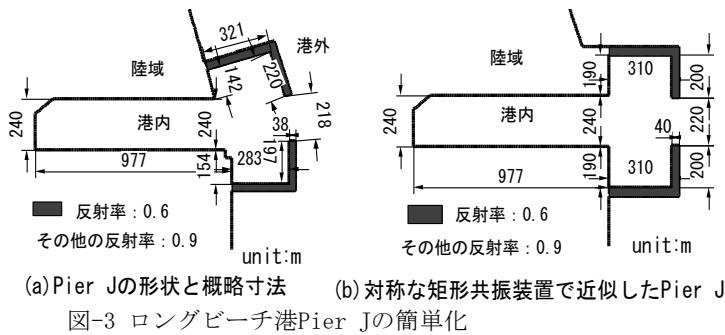 321
港外
陸域
142
220
240
港内
240
38
218
154
283
197
977
反射率：0.6
その他の反射率：0.9
unit:m
(a)Pier Jの形状と概略寸法
陸域
190
310
200
240
港内
240
220
40
977
190
310
200
反射率：0.6
その他の反射率：0.9
unit:m
(b)対称な矩形共振装置で近似したPier J
図-3 ロングビーチ港Pier Jの簡単化